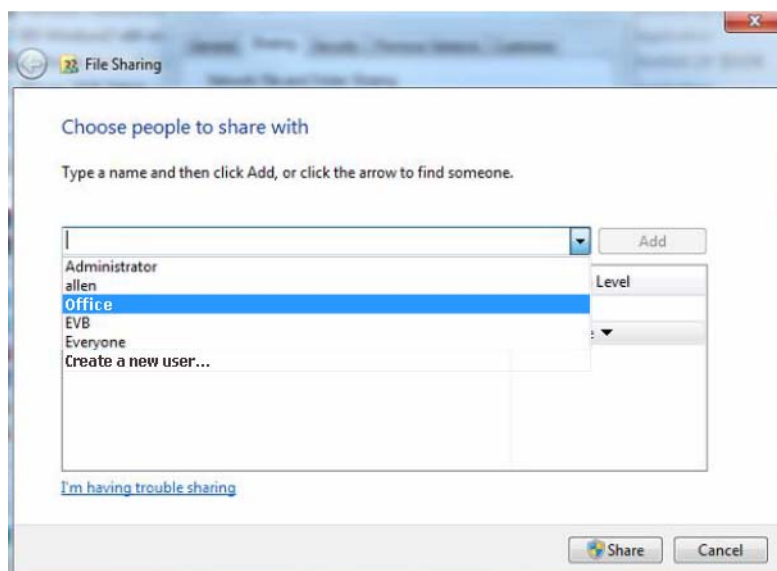 File Sharing
Choose people to share with
Type a name and then click Add, or click the arrow to find someone.
Add
Administrator
allen
Level
Office
EVB
Everyone
Create a new user...
I'm having trouble sharing
Share Cancel